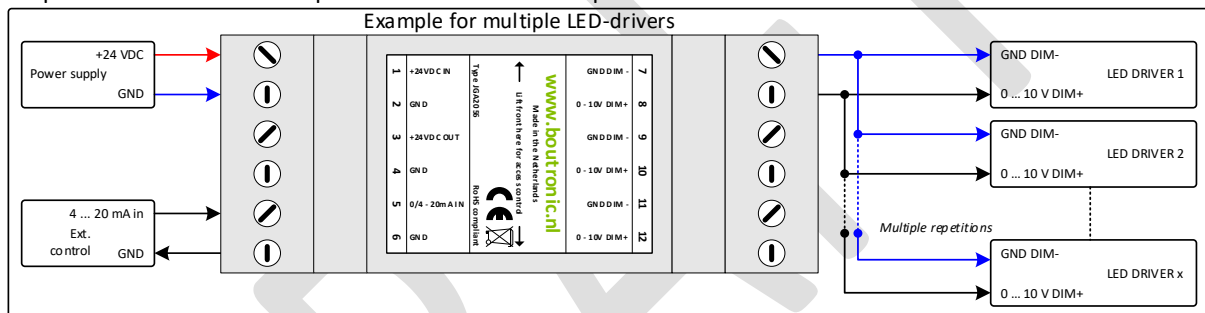 Example for multiple LED-drivers
+24 VDC
Power supply
GND
4 ... 20 mA in
Ext.
control
GND
1 +24VDC IN
2 GND
3 +24VDC OUT
4 GND
5 0/4 - 20mA IN
6 GND
Type JGA2055
RoHS compliant
Lift front here for access control
Made in the Netherlands
www.boutronic.nl
GND DIM - 7
0 - 10V DIM+ 8
GND DIM - 9
0 - 10V DIM+ 10
GND DIM - 11
0 - 10V DIM+ 12
GND DIM-
LED DRIVER 1
0 ... 10 V DIM+
GND DIM-
LED DRIVER 2
0 ... 10 V DIM+
Multiple repetitions
GND DIM-
LED DRIVER x
0 ... 10 V DIM+